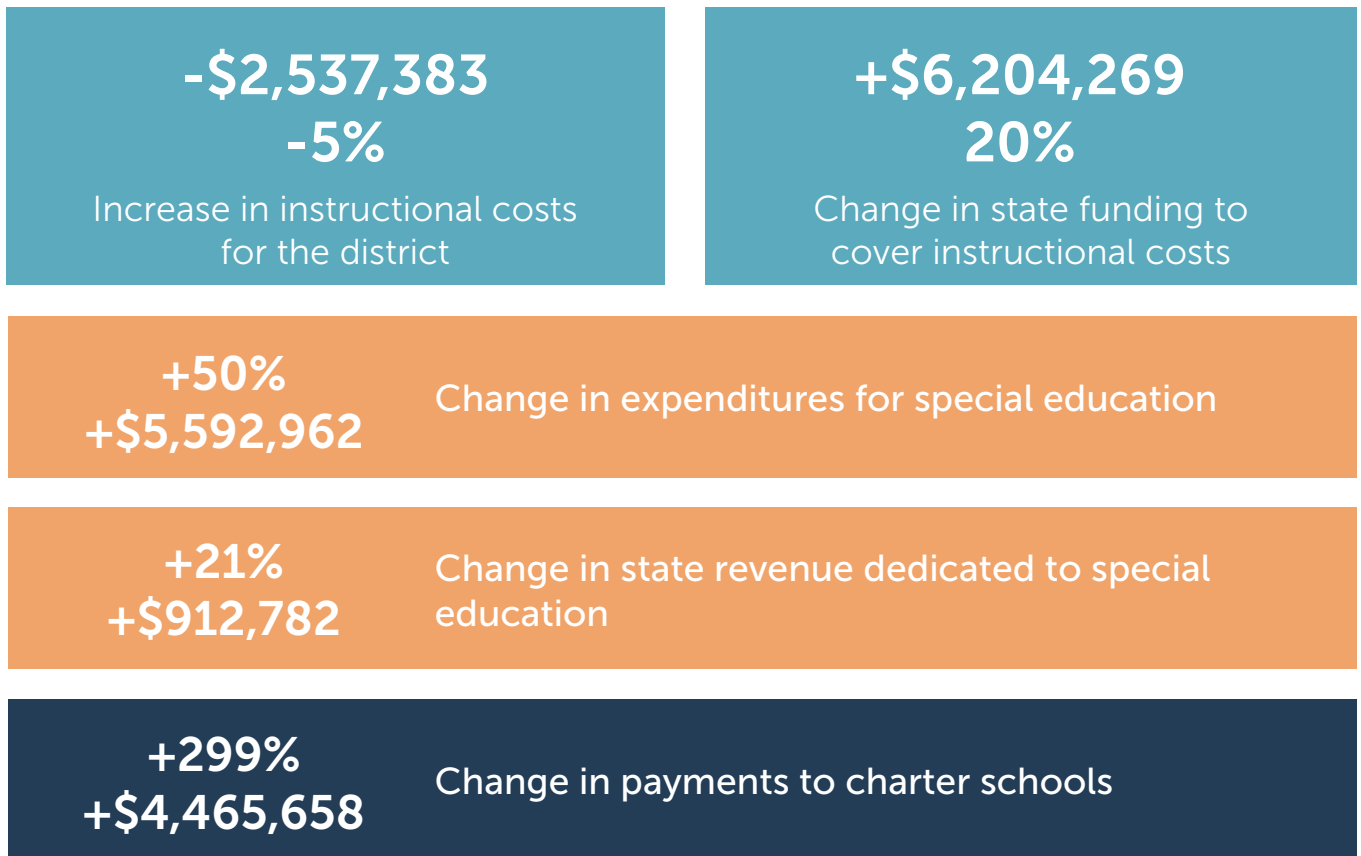 -$2,537,383
-5%
Increase in instructional costs
for the district
+$6,204,269
20%
Change in state funding to
cover instructional costs
+50%
+$5,592,962
Change in expenditures for special education
+21%
+$912,782
Change in state revenue dedicated to special
education
+299%
+$4,465,658
Change in payments to charter schools